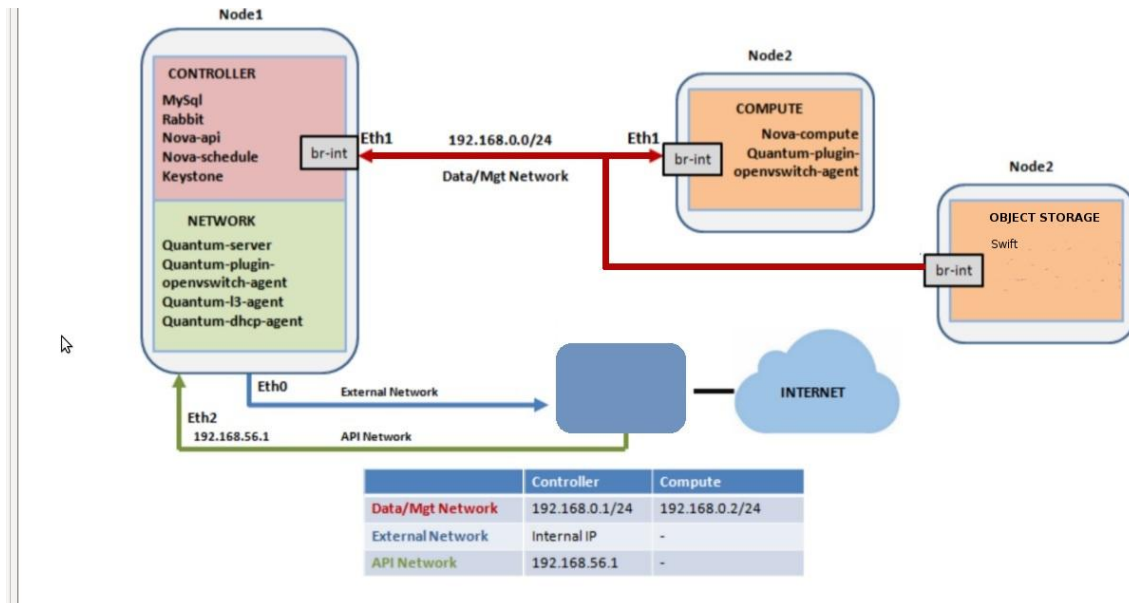 Node1
CONTROLLER
MySql
Rabbit
Nova-api
Nova-schedule
Keystone
br-int
Eth1
NETWORK
Quantum-server
Quantum-plugin-
openvswitch-agent
Quantum-l3-agent
Quantum-dhcp-agent
192.168.0.0/24
Data/Mgt Network
Node2
Eth1
br-int
COMPUTE
Nova-compute
Quantum-plugin-
openvswitch-agent
Node2
OBJECT STORAGE
Swift
br-int
Eth0
External Network
Eth2
192.168.56.1
API Network
INTERNET
Controller Compute
Data/Mgt Network 192.168.0.1/24 192.168.0.2/24
External Network Internal IP -
API Network 192.168.56.1 -